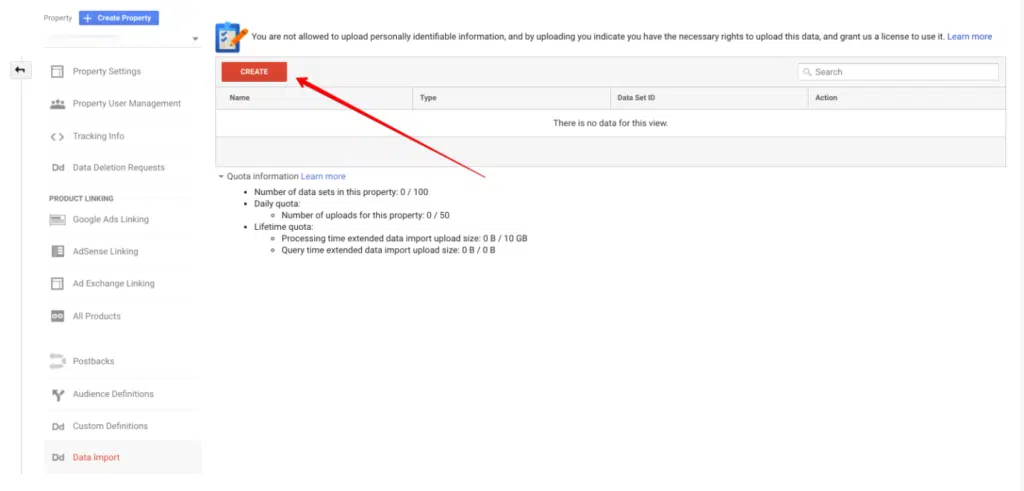 Property + Create Property
Property Settings
Property User Management
Tracking Info
Dd Data Deletion Requests
PRODUCT LINKING
Google Ads Linking
AdSense Linking
Ad Exchange Linking
All Products
Postbacks
Audience Definitions
Dd Custom Definitions
Dd Data Import
You are not allowed to upload personally identifiable information, and by uploading you indicate you have the necessary rights to upload this data, and grant us a license to use it. Learn more
CREATE
Search
Name Type Data Set ID Action
There is no data for this view.
Quota information Learn more
Number of data sets in this property: 0 / 100
Daily quota:
Number of uploads for this property: 0 / 50
Lifetime quota:
Processing time extended data import upload size: 0 B / 10 GB
Query time extended data import upload size: 0 B / 0 B